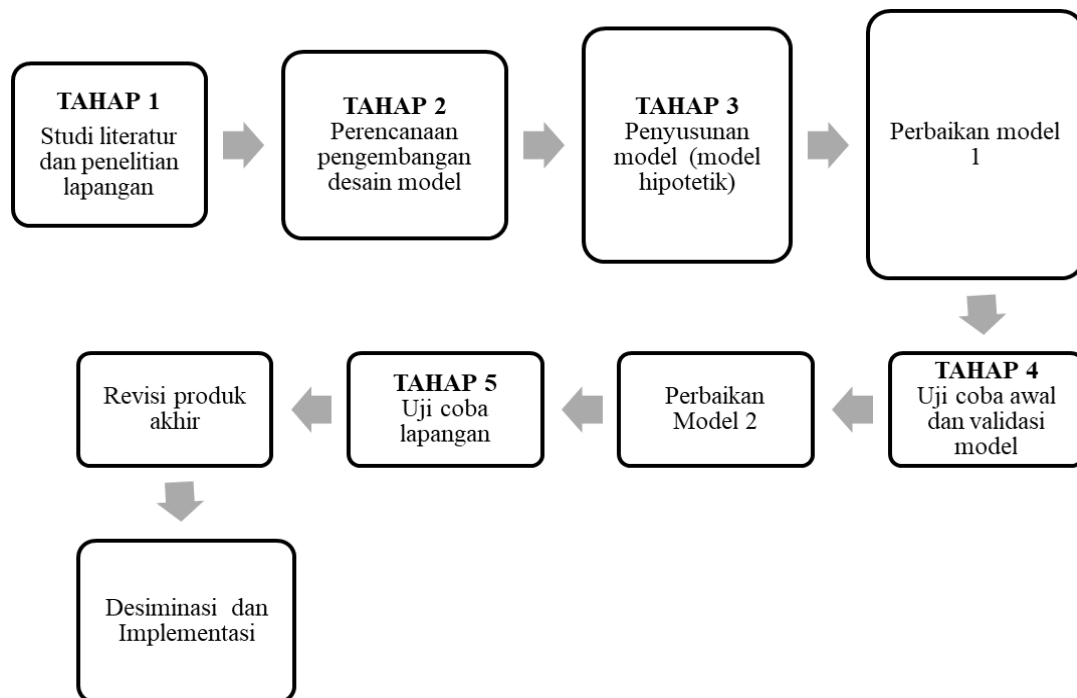 TAHAP 1
Studi literatur
dan penelitian
lapangan
TAHAP 2
Perencanaan
pengembangan
desain model
TAHAP 3
Penyusunan
model (model
hipotetik)
Perbaikan model
1
TAHAP 4
Uji coba awal
dan validasi
model
Perbaikan
Model 2
TAHAP 5
Uji coba
lapangan
Revisi produk
akhir
Desiminasi dan
Implementasi